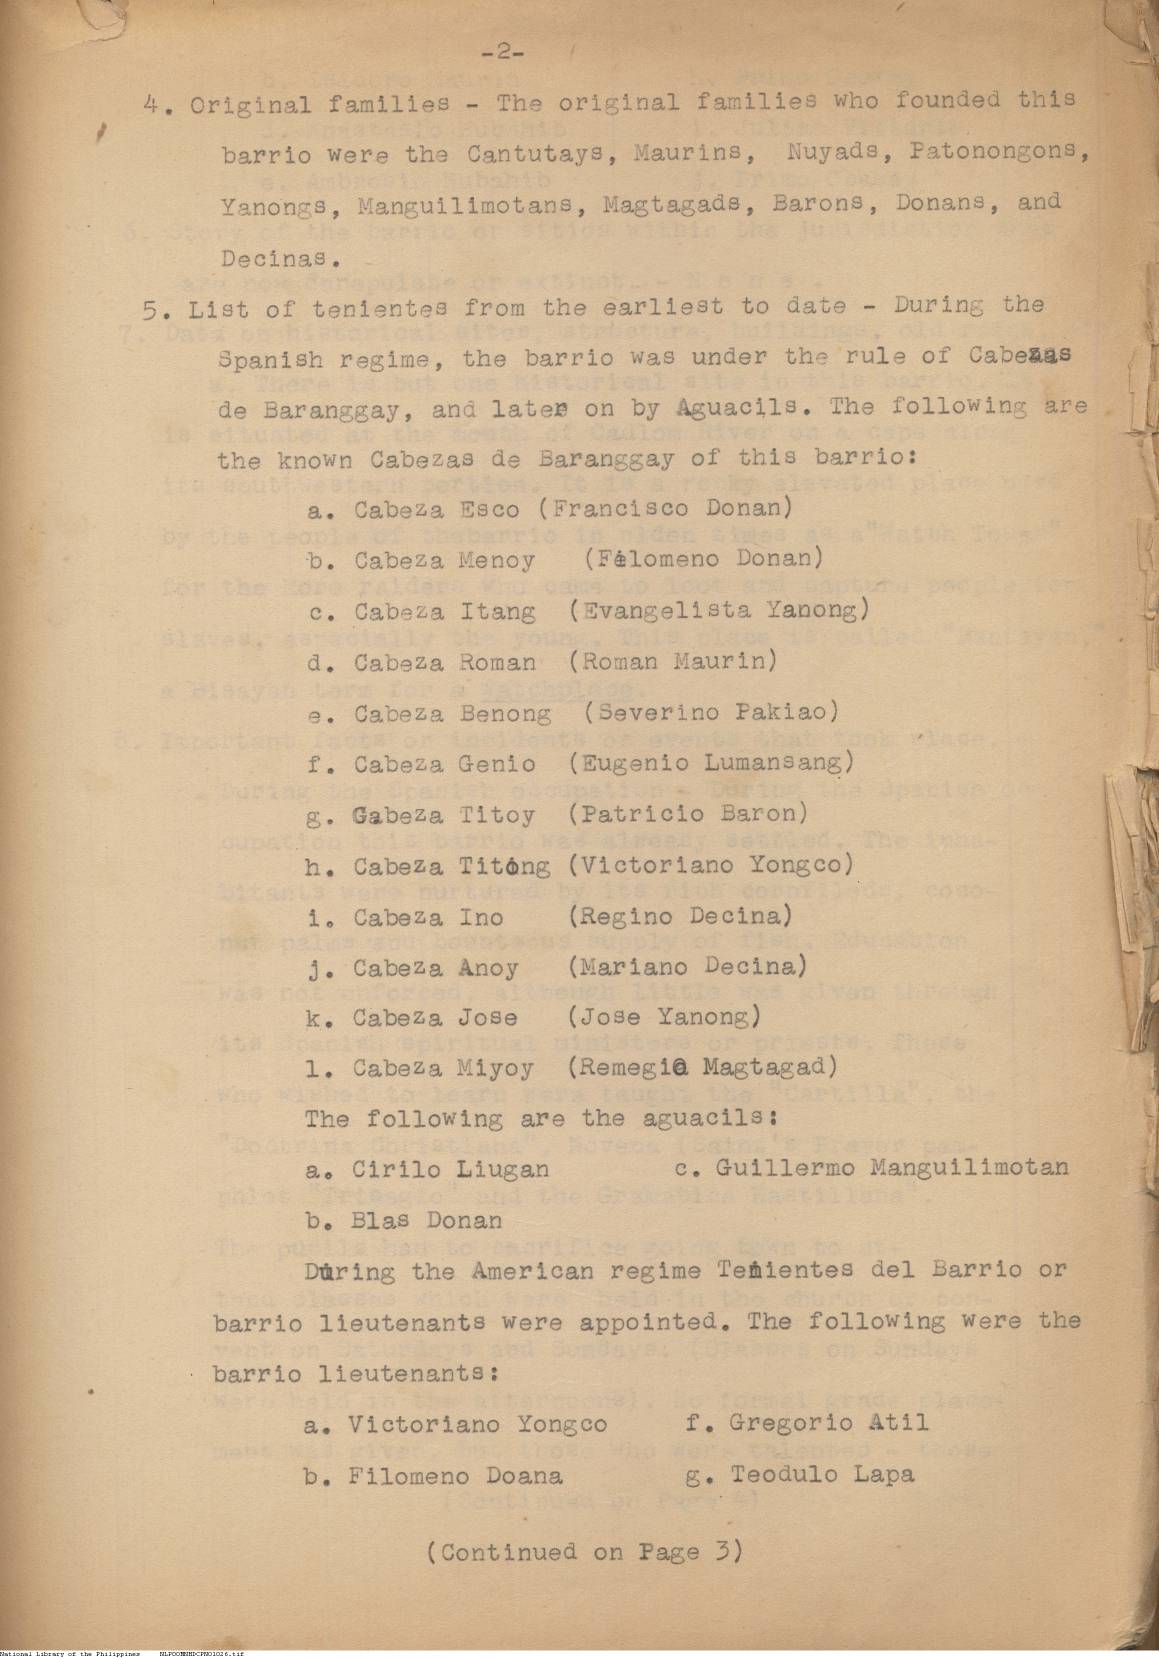 -2-
4. Original families - The original families who founded this
barrio were the Cantutays, Maurins, Nuyads, Patonongons,
Yanongs, Manguilimotans, Magtagads, Barons, Donans, and
Decinas.
5. List of tenientes from the earliest to date - During the
Spanish regime, the barrio was under the rule of Cabezas
de Baranggay, and later on by Aguacils. The following are
the known Cabezas de Baranggay of this barrio:
a. Cabeza Esco (Francisco Donan)
b. Cabeza Menoy (Filomeno Donan)
c. Cabeza Itang (Evangelista Yanong)
d. Cabeza Roman (Roman Maurin)
e. Cabeza Benong (Severino Pakiao)
f. Cabeza Genio (Eugenio Lumansang)
g. Cabeza Titoy (Patricio Baron)
h. Cabeza Titong (Victoriano Yongco)
i. Cabeza Ino (Regino Decina)
j. Cabeza Anoy (Mariano Decina)
k. Cabeza Jose (Jose Yanong)
l. Cabeza Miyoy (Remegio Magtagad)
The following are the aguacils:
a. Cirilo Liugan c. Guillermo Manguilimotan
b. Blas Donan
During the American regime Tenientes del Barrio or
barrio lieutenants were appointed. The following were the
barrio lieutenants:
a. Victoriano Yongco f. Gregorio Atil
b. Filomeno Doana g. Teodulo Lapa
(Continued on Page 3)
National Library of the Philippines NLPOOMNHDCPNO1026.tif